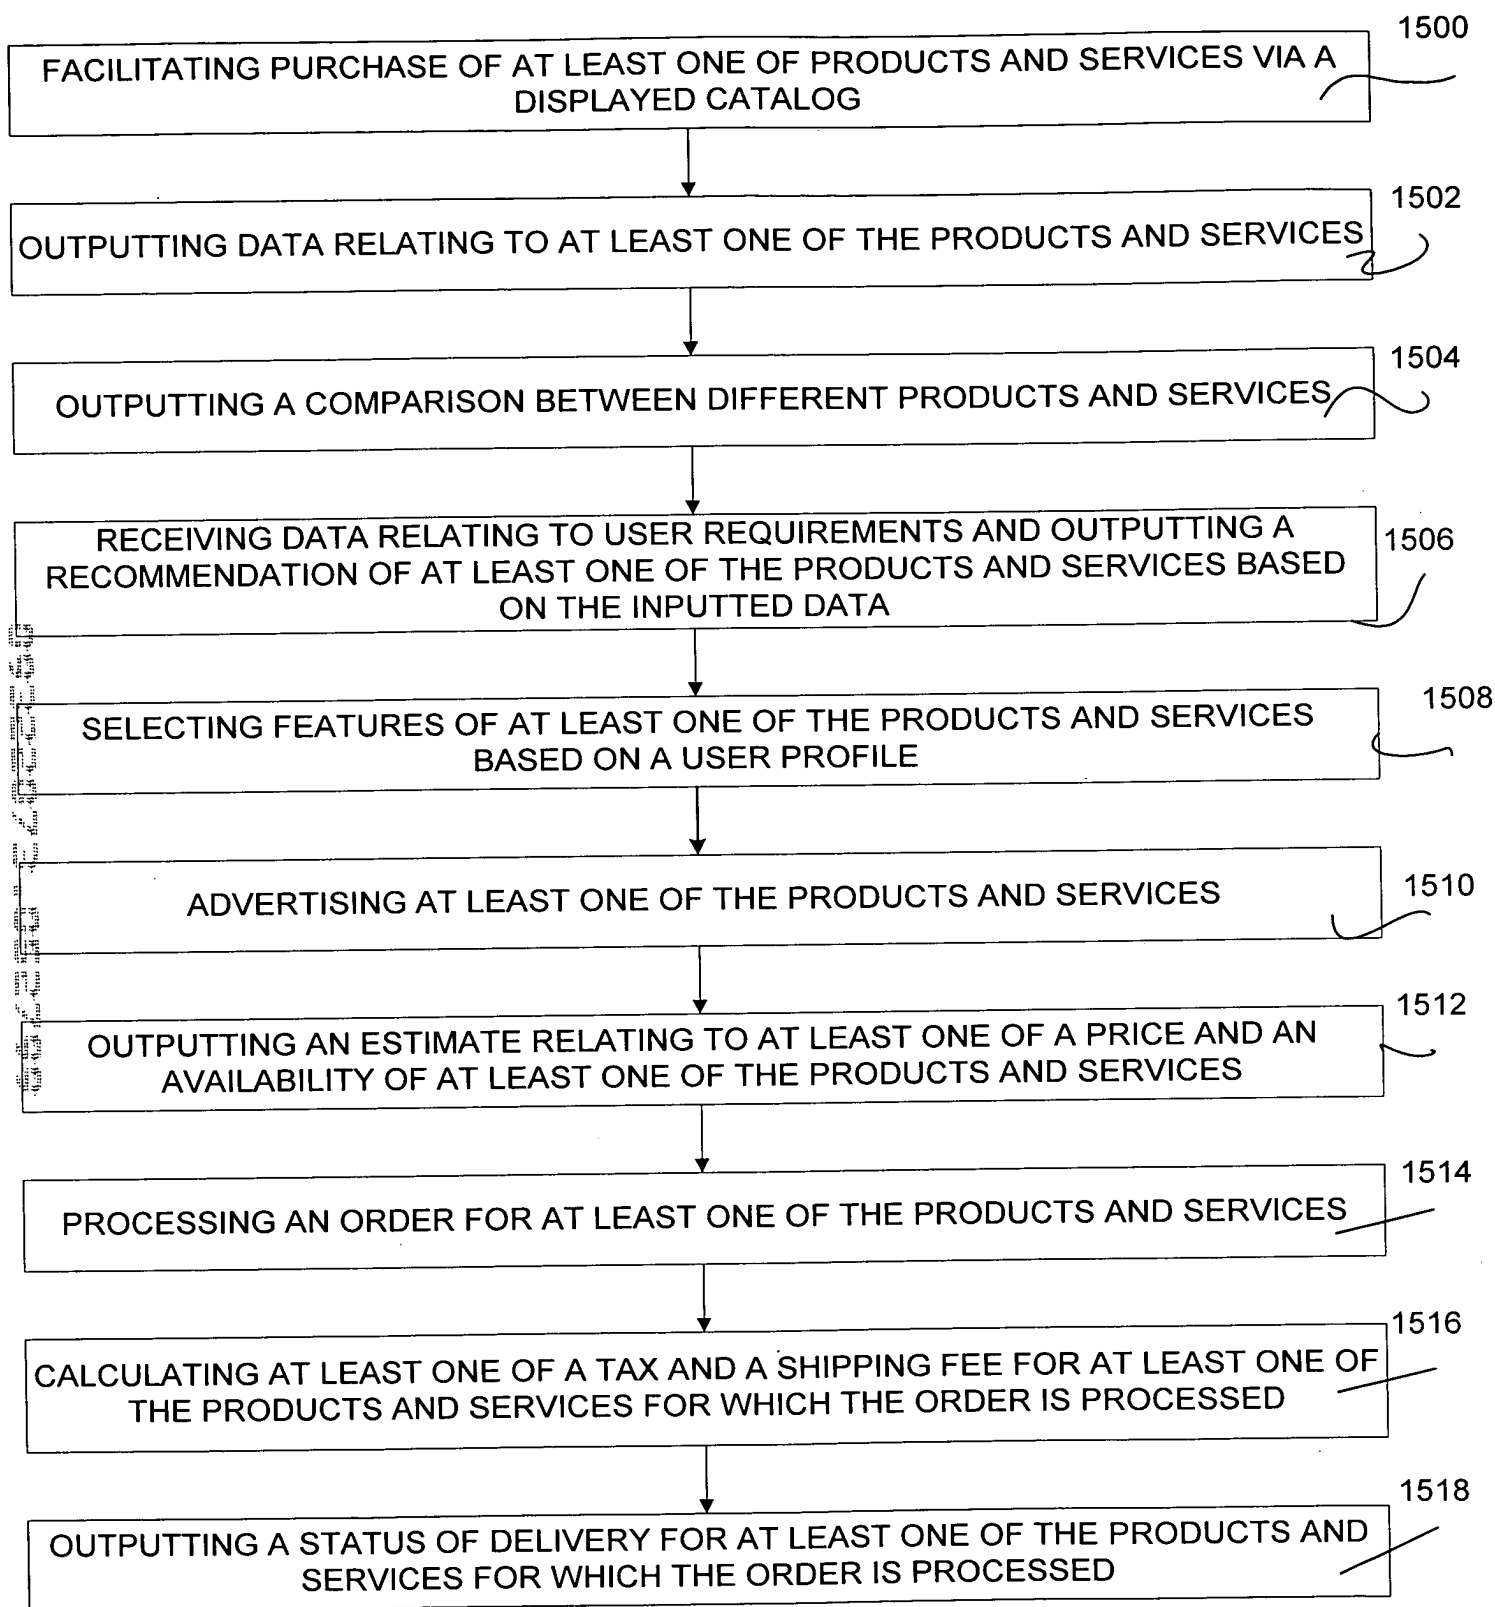 1500
FACILITATING PURCHASE OF AT LEAST ONE OF PRODUCTS AND SERVICES VIA A
DISPLAYED CATALOG
1502
OUTPUTTING DATA RELATING TO AT LEAST ONE OF THE PRODUCTS AND SERVICES
1504
OUTPUTTING A COMPARISON BETWEEN DIFFERENT PRODUCTS AND SERVICES
1506
RECEIVING DATA RELATING TO USER REQUIREMENTS AND OUTPUTTING A
RECOMMENDATION OF AT LEAST ONE OF THE PRODUCTS AND SERVICES BASED
ON THE INPUTTED DATA
1508
SELECTING FEATURES OF AT LEAST ONE OF THE PRODUCTS AND SERVICES
BASED ON A USER PROFILE
1510
ADVERTISING AT LEAST ONE OF THE PRODUCTS AND SERVICES
1512
OUTPUTTING AN ESTIMATE RELATING TO AT LEAST ONE OF A PRICE AND AN
AVAILABILITY OF AT LEAST ONE OF THE PRODUCTS AND SERVICES
1514
PROCESSING AN ORDER FOR AT LEAST ONE OF THE PRODUCTS AND SERVICES
1516
CALCULATING AT LEAST ONE OF A TAX AND A SHIPPING FEE FOR AT LEAST ONE OF
THE PRODUCTS AND SERVICES FOR WHICH THE ORDER IS PROCESSED
1518
OUTPUTTING A STATUS OF DELIVERY FOR AT LEAST ONE OF THE PRODUCTS AND
SERVICES FOR WHICH THE ORDER IS PROCESSED